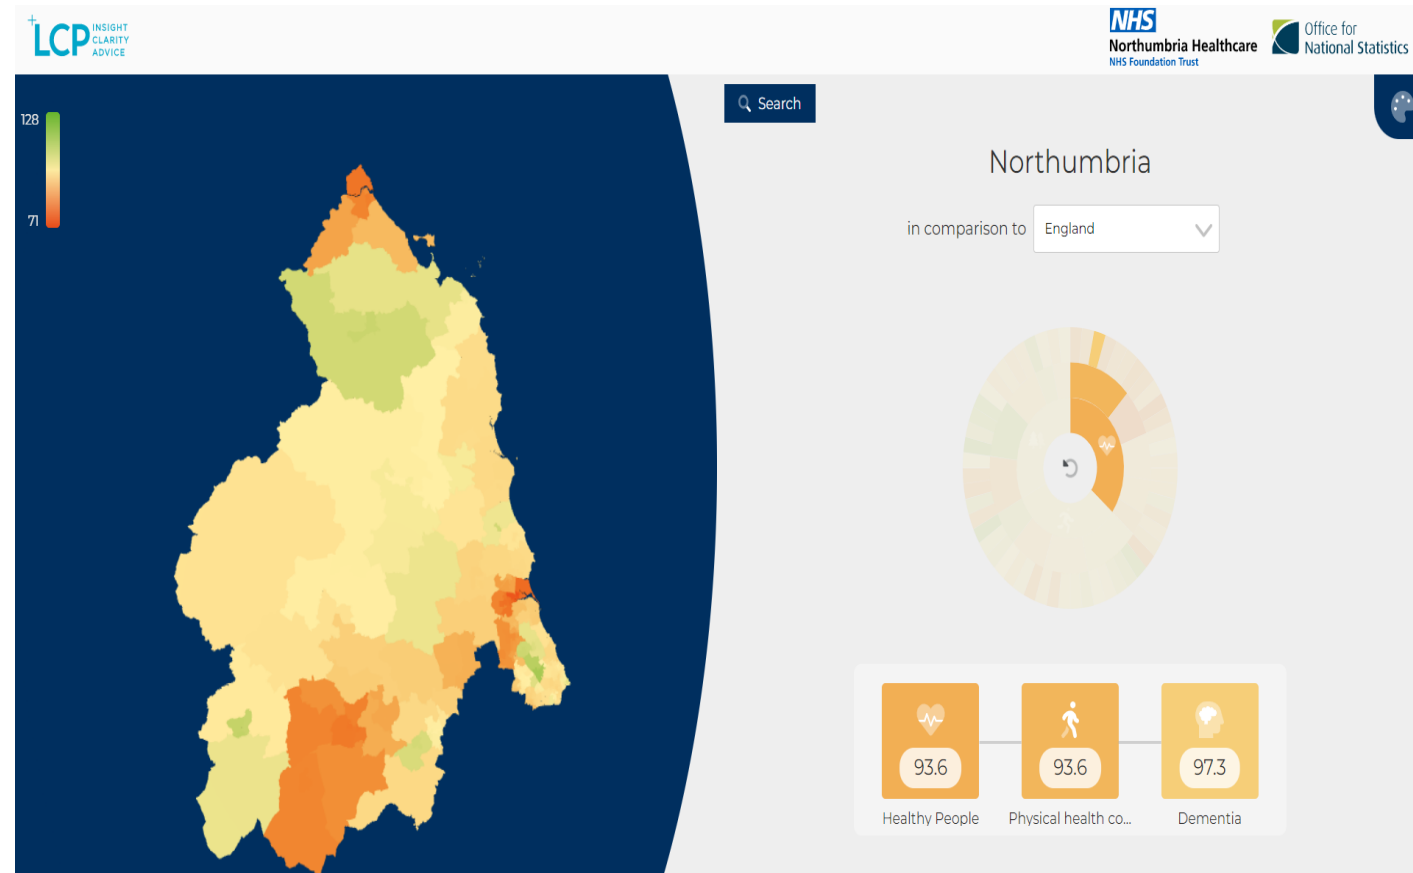 LCP INSIGHT
CLARITY
ADVICE
NHS
Northumbria Healthcare
NHS Foundation Trust
Office for
National Statistics
128
71
Search
Northumbria
in comparison to England
93.6
93.6
97.3
Healthy People
Physical health co...
Dementia